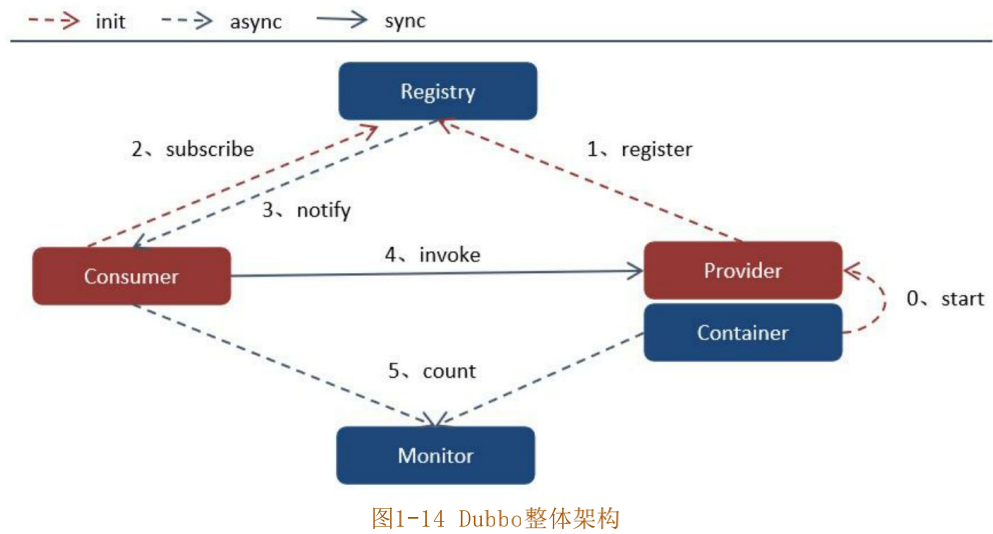 init async sync
Registry
2、subscribe
1、register
3、notify
4、invoke
Consumer
Provider
0、start
Container
5、count
Monitor
图1-14 Dubbo整体架构